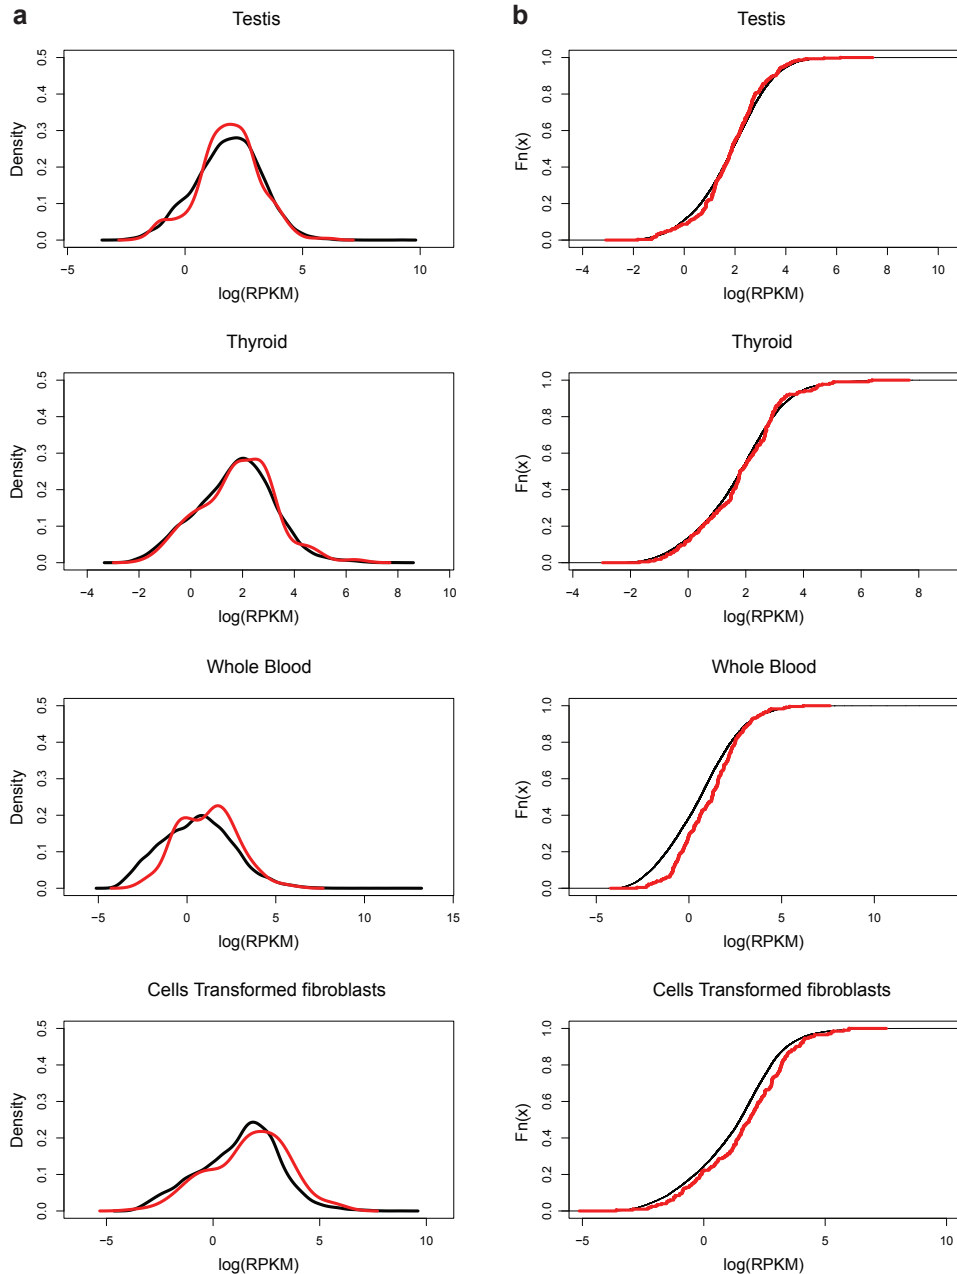 a
b
Testis
Density
0.0 0.1 0.2 0.3 0.4 0.5
−5 0 5 10
log(RPKM)
Testis
Fn(x)
0.0 0.2 0.4 0.6 0.8 1.0
−4 −2 0 2 4 6 8 10
log(RPKM)
Thyroid
Density
0.0 0.1 0.2 0.3 0.4 0.5
−4 −2 0 2 4 6 8 10
log(RPKM)
Thyroid
Fn(x)
0.0 0.2 0.4 0.6 0.8 1.0
−4 −2 0 2 4 6 8
log(RPKM)
Whole Blood
Density
0.0 0.1 0.2 0.3 0.4 0.5
−5 0 5 10 15
log(RPKM)
Whole Blood
Fn(x)
0.0 0.2 0.4 0.6 0.8 1.0
−5 0 5 10
log(RPKM)
Cells Transformed fibroblasts
Density
0.0 0.1 0.2 0.3 0.4 0.5
−5 0 5 10
log(RPKM)
Cells Transformed fibroblasts
Fn(x)
0.0 0.2 0.4 0.6 0.8 1.0
−5 0 5 10
log(RPKM)